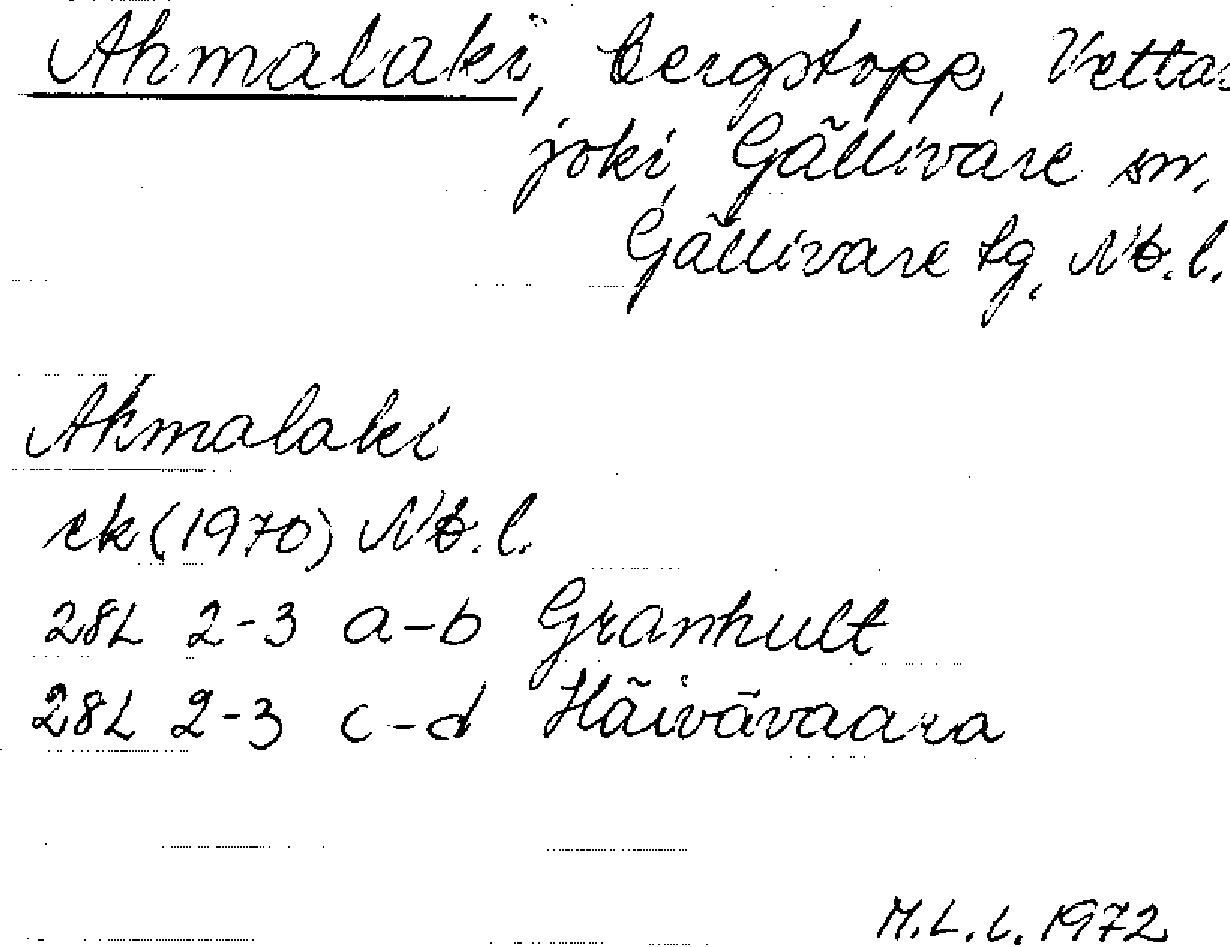 Ahmalaki, bergstopp, Vettas
joki, Gällivare sn,
Gällivare tg, Nb.l.
Ahmalaki
ek (1970) Nb.l.
28L 2-3 a-b Granhult
28L 2-3 c-d Häivävaara
M.L.L. 1972